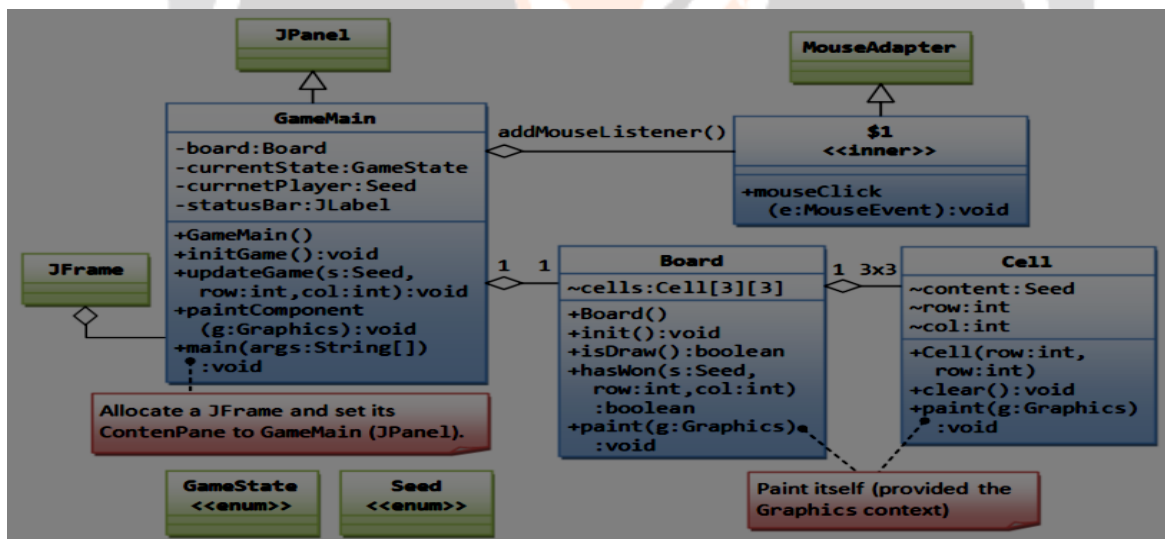 JPanel
MouseAdapter
GameMain
-board:Board
-currentState:GameState
-currnetPlayer:Seed
-statusBar:JLabel
+GameMain()
+initGame():void
+updateGame(s:Seed,
row:int,col:int):void
+paintComponent
(g:Graphics):void
+main(args:String[])
:void
addMouseListener()
$1
<<inner>>
+mouseClick
(e:MouseEvent):void
JFrame
1 1
Board
~cells:Cell[3][3]
+Board()
+init():void
+isDraw():boolean
+hasWon(s:Seed,
row:int,col:int)
:boolean
+paint(g:Graphics)
:void
1 3x3
Cell
~content:Seed
~row:int
~col:int
+Cell(row:int,
row:int)
+clear():void
+paint(g:Graphics)
:void
Allocate a JFrame and set its
ContenPane to GameMain (JPanel).
GameState
<<enum>>
Seed
<<enum>>
Paint itself (provided the
Graphics context)